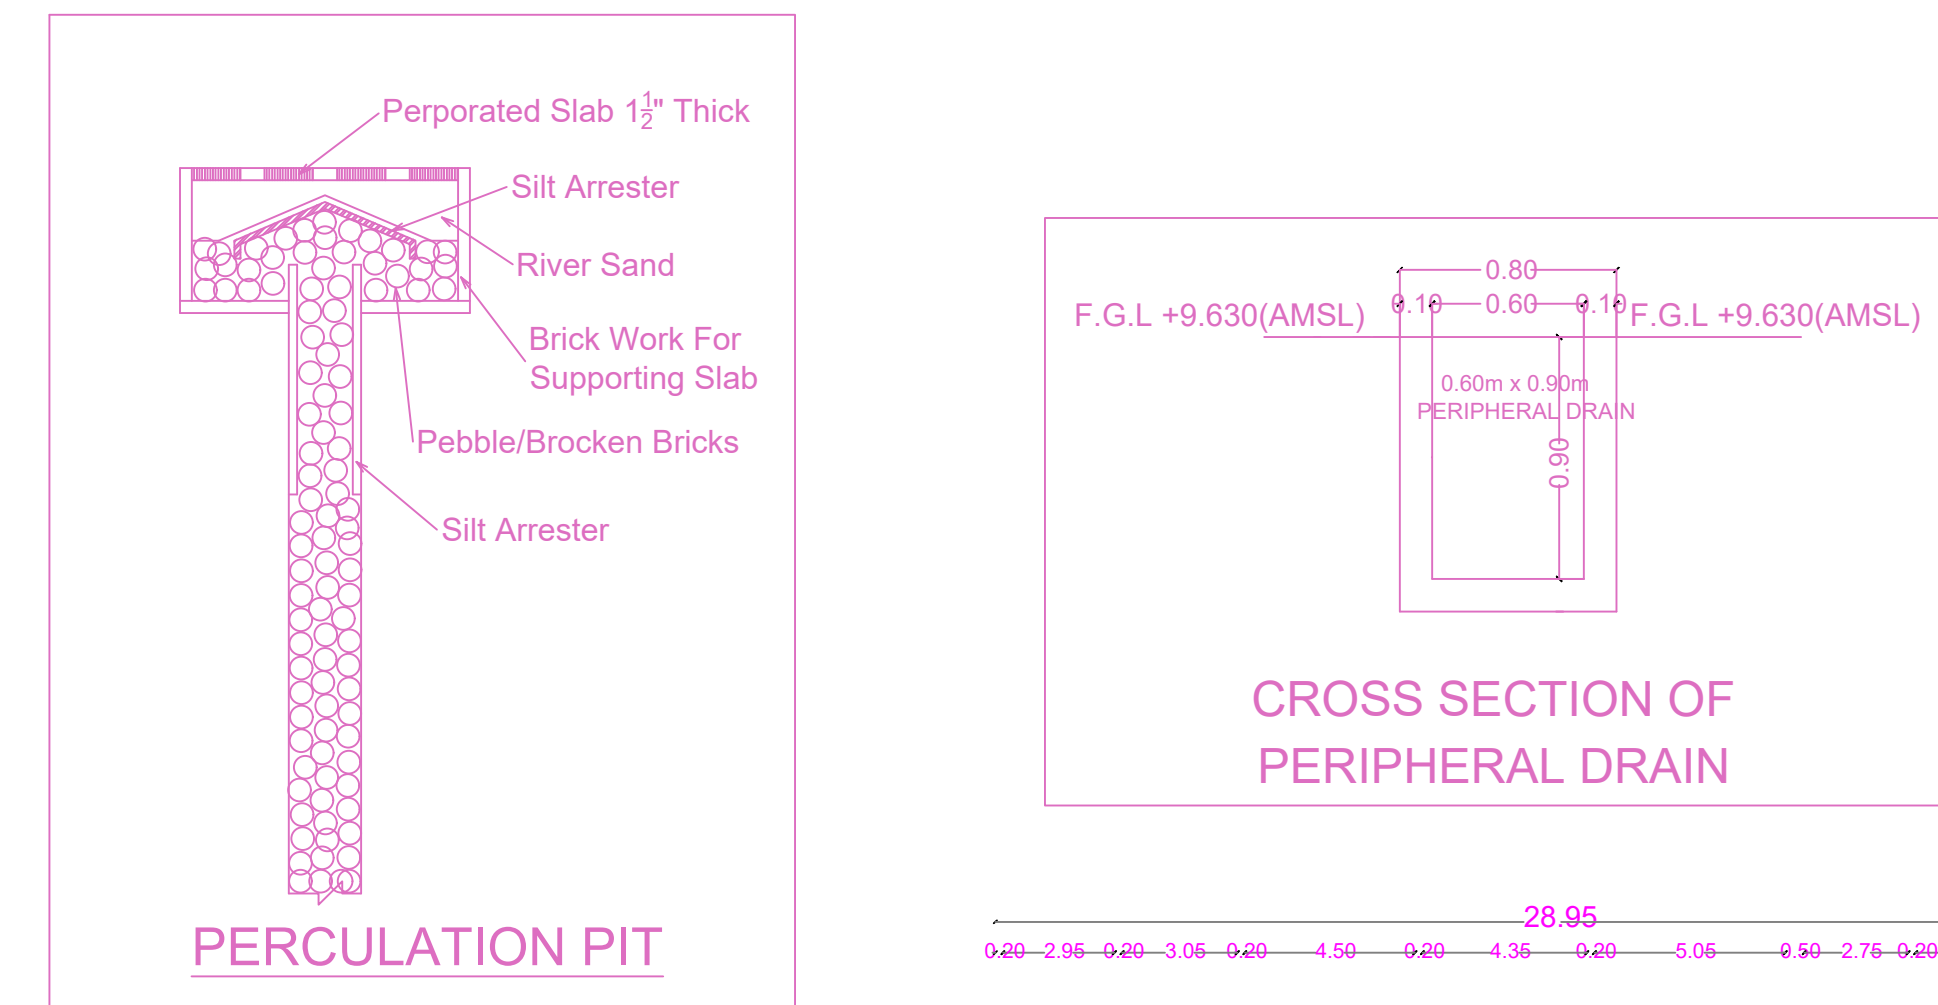 Perporated Slab 1½" Thick
Silt Arrester
River Sand
Brick Work For
Supporting Slab
Pebble/Brocken Bricks
Silt Arrester
PERCULATION PIT
0.80
0.10 0.60 0.10
F.G.L +9.630(AMSL) F.G.L +9.630(AMSL)
0.60m x 0.90m
PERIPHERAL DRAIN
0.90
CROSS SECTION OF
PERIPHERAL DRAIN
28.95
0.20 2.95 0.20 3.05 0.20 4.50 0.20 4.35 0.20 5.05 0.50 2.75 0.20